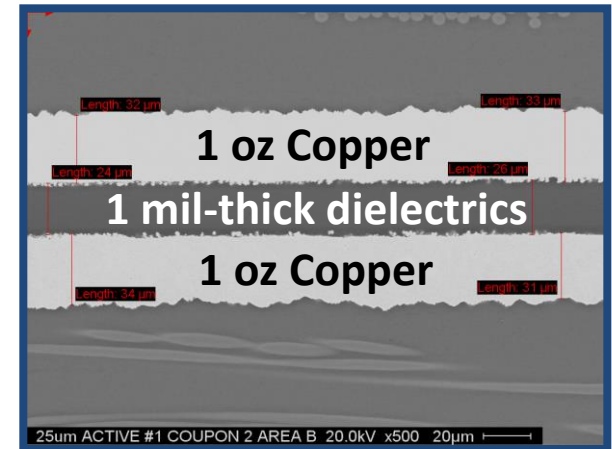 Length: 32 µm
Length: 33 µm
1 oz Copper
Length: 24 µm
Length: 26 µm
1 mil-thick dielectrics
1 oz Copper
Length: 34 µm
Length: 31 µm
25um ACTIVE #1 COUPON 2 AREA B 20.0kV x500 20µm